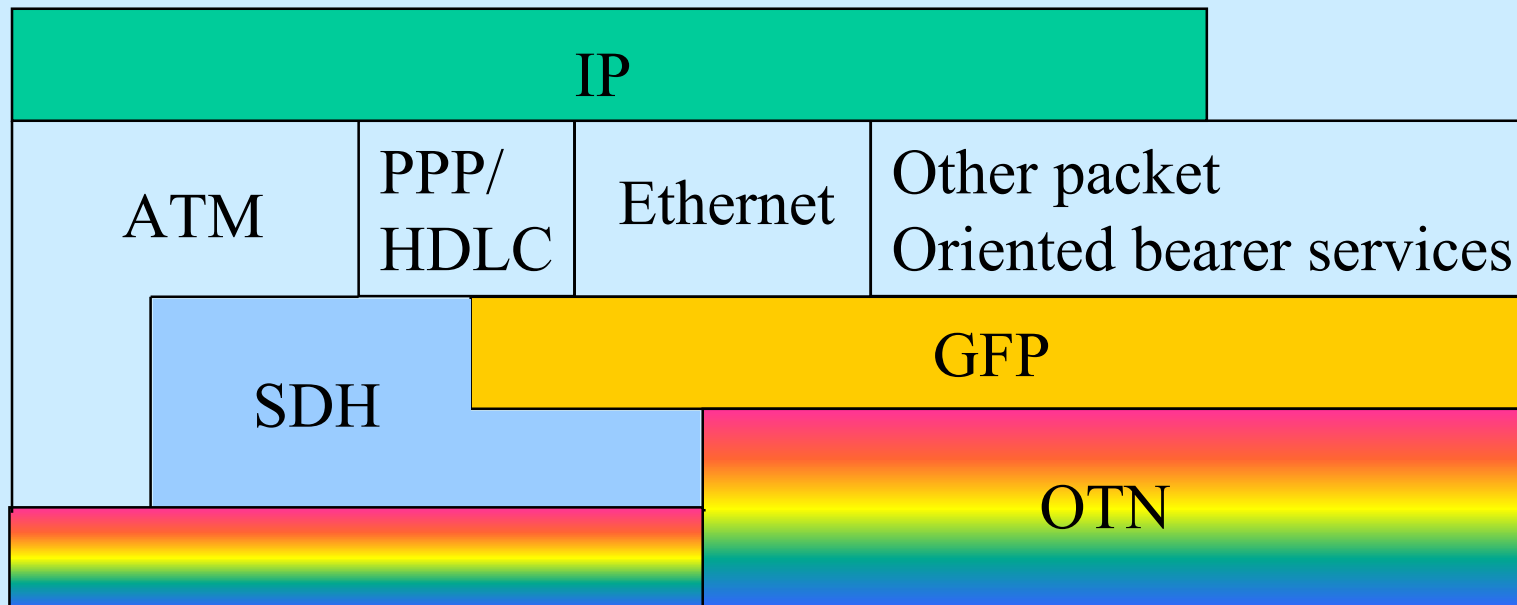 IP
ATM
PPP/
HDLC
Ethernet
Other packet
Oriented bearer services
SDH
GFP
OTN